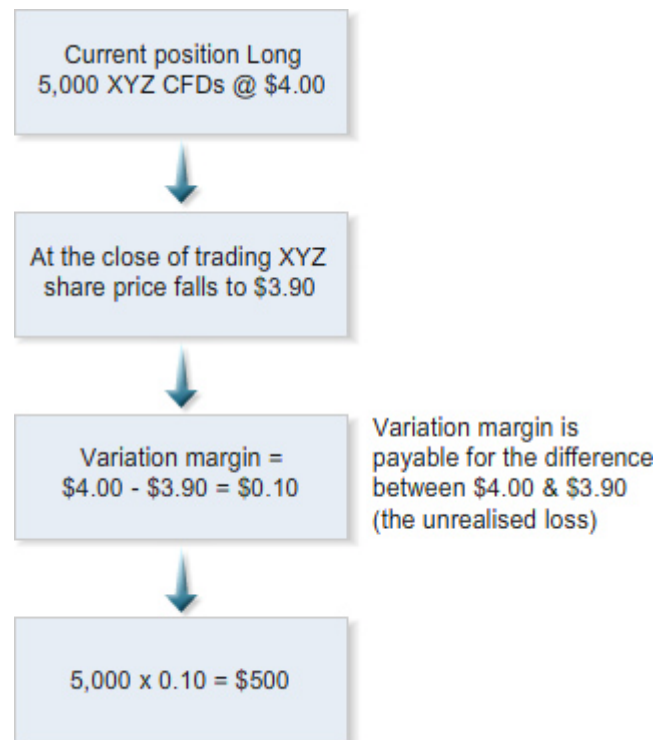 Current position Long
5,000 XYZ CFDs @ $4.00
At the close of trading XYZ
share price falls to $3.90
Variation margin =
$4.00 - $3.90 = $0.10
Variation margin is
payable for the difference
between $4.00 & $3.90
(the unrealised loss)
5,000 x 0.10 = $500